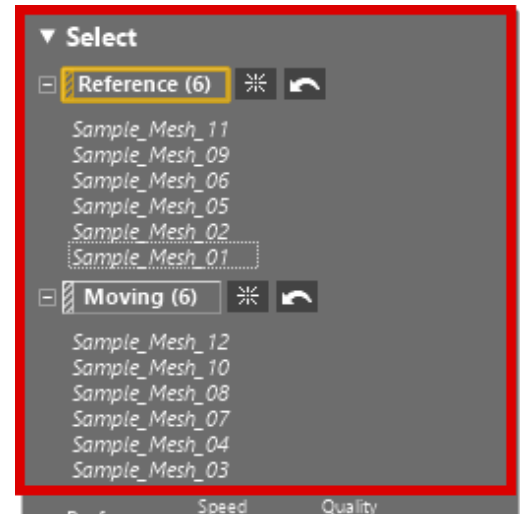 Select
Reference (6)
Sample_Mesh_11
Sample_Mesh_09
Sample_Mesh_06
Sample_Mesh_05
Sample_Mesh_02
Sample_Mesh_01
Moving (6)
Sample_Mesh_12
Sample_Mesh_10
Sample_Mesh_08
Sample_Mesh_07
Sample_Mesh_04
Sample_Mesh_03
Speed Quality